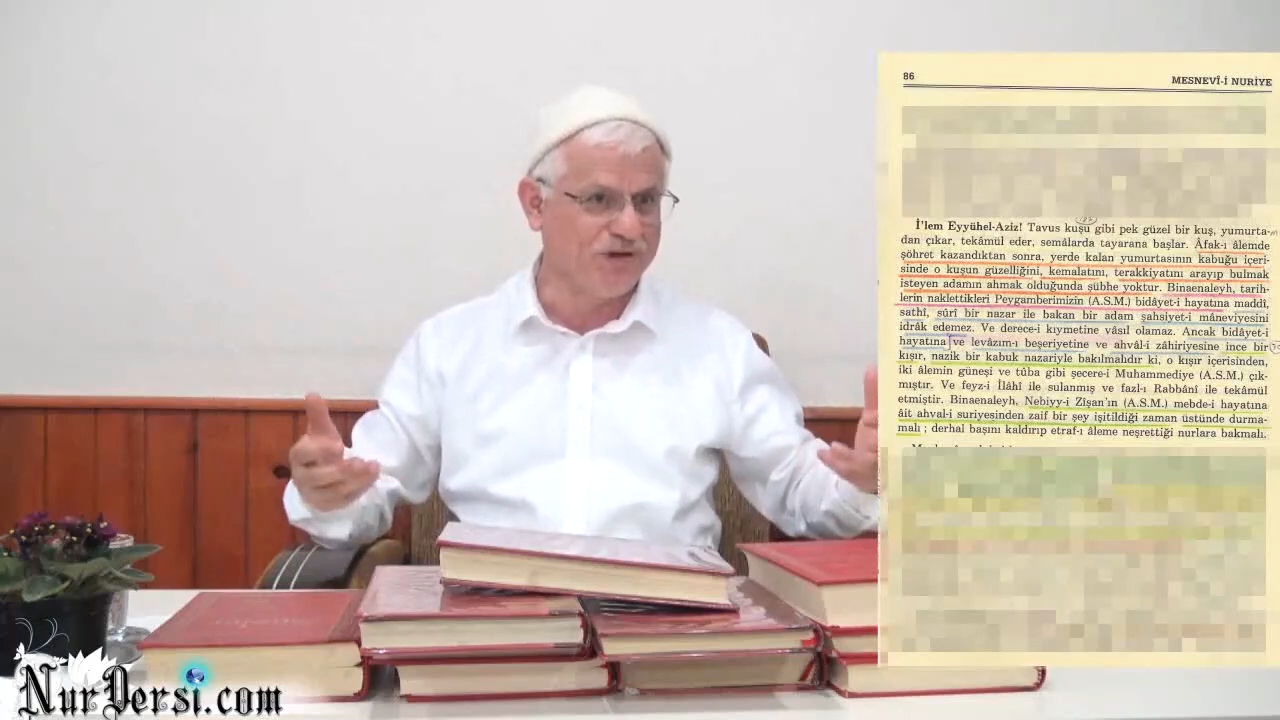 86
MESNEVÎ-İ NURİYE
İ'lem Eyyühel-Aziz! Tavus kuşu gibi pek güzel bir kuş, yumurta-
dan çıkar, tekâmül eder, semâlarda tayarana başlar. Âfak-ı âlemde
şöhret kazandıktan sonra, yerde kalan yumurtasının kabuğu içeri-
sinde o kuşun güzelliğini, kemalatını, terakkiyatını arayıp bulmak
isteyen adamın ahmak olduğunda şübhe yoktur. Binaenaleyh, tarih-
lerin naklettikleri Peygamberimizin (A.S.M.) bidâyet-i hayatına maddî,
sathî, sûrî bir nazar ile bakan bir adam şahsiyet-i mâneviyesini
idrâk edemez. Ve derece-i kıymetine vâsıl olamaz. Ancak bidâyet-i
hayatına ve levâzım-ı beşeriyetine ve ahvâl-i zâhiriyesine ince bir
kışır, nazik bir kabuk nazariyle bakılmalıdır ki, o kışır içerisinden,
iki âlemin güneşi ve tûba gibi şecere-i Muhammediye (A.S.M.) çık-
mıştır. Ve feyz-i İlâhî ile sulanmış ve fazl-ı Rabbânî ile tekâmül
etmiştir. Binaenaleyh, Nebiyy-i Zîşan'ın (A.S.M.) mebde-i hayatına
âit ahval-i suriyesinden zaif bir şey işitildiği zaman üstünde durma-
malı ; derhal başını kaldırıp etraf-ı âleme neşrettiği nurlara bakmalı.
NurDersi.com